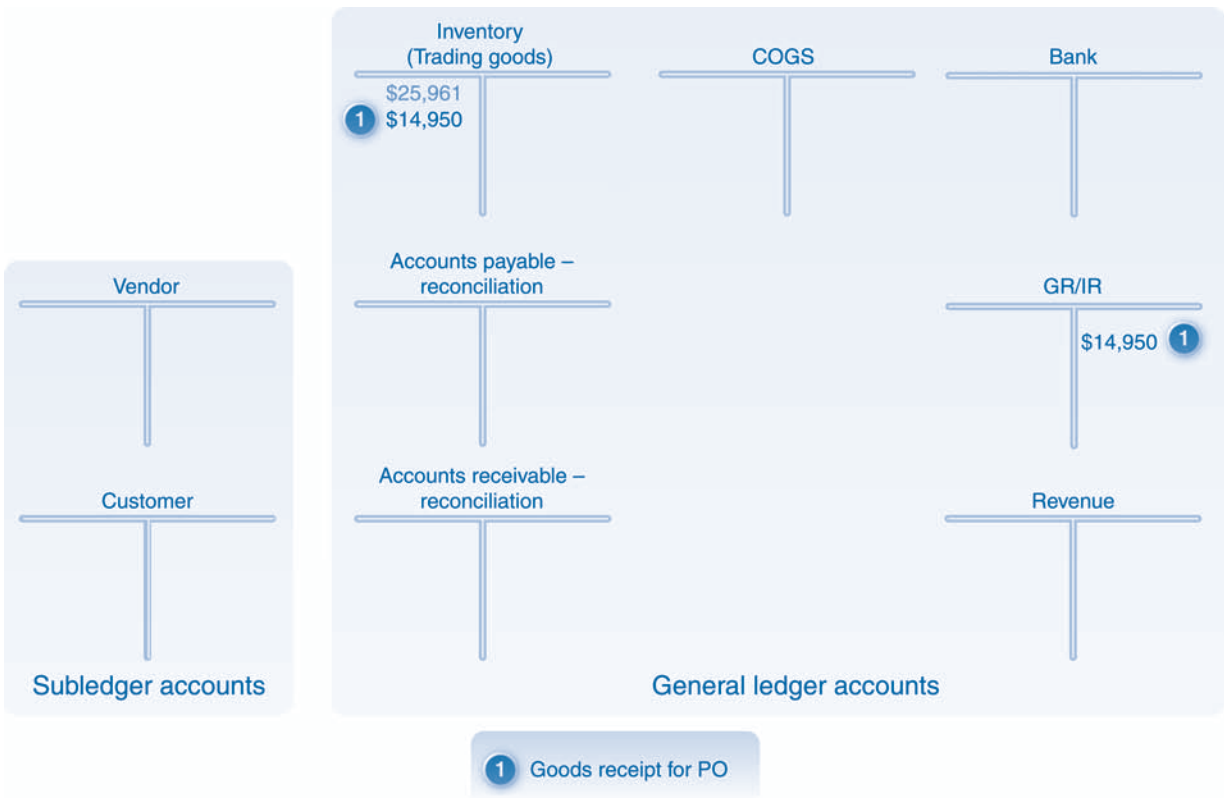 Inventory
(Trading goods)
COGS
Bank
$25,961
1 $14,950
Vendor
Accounts payable –
reconciliation
GR/IR
$14,950 1
Customer
Accounts receivable –
reconciliation
Revenue
Subledger accounts
General ledger accounts
1 Goods receipt for PO